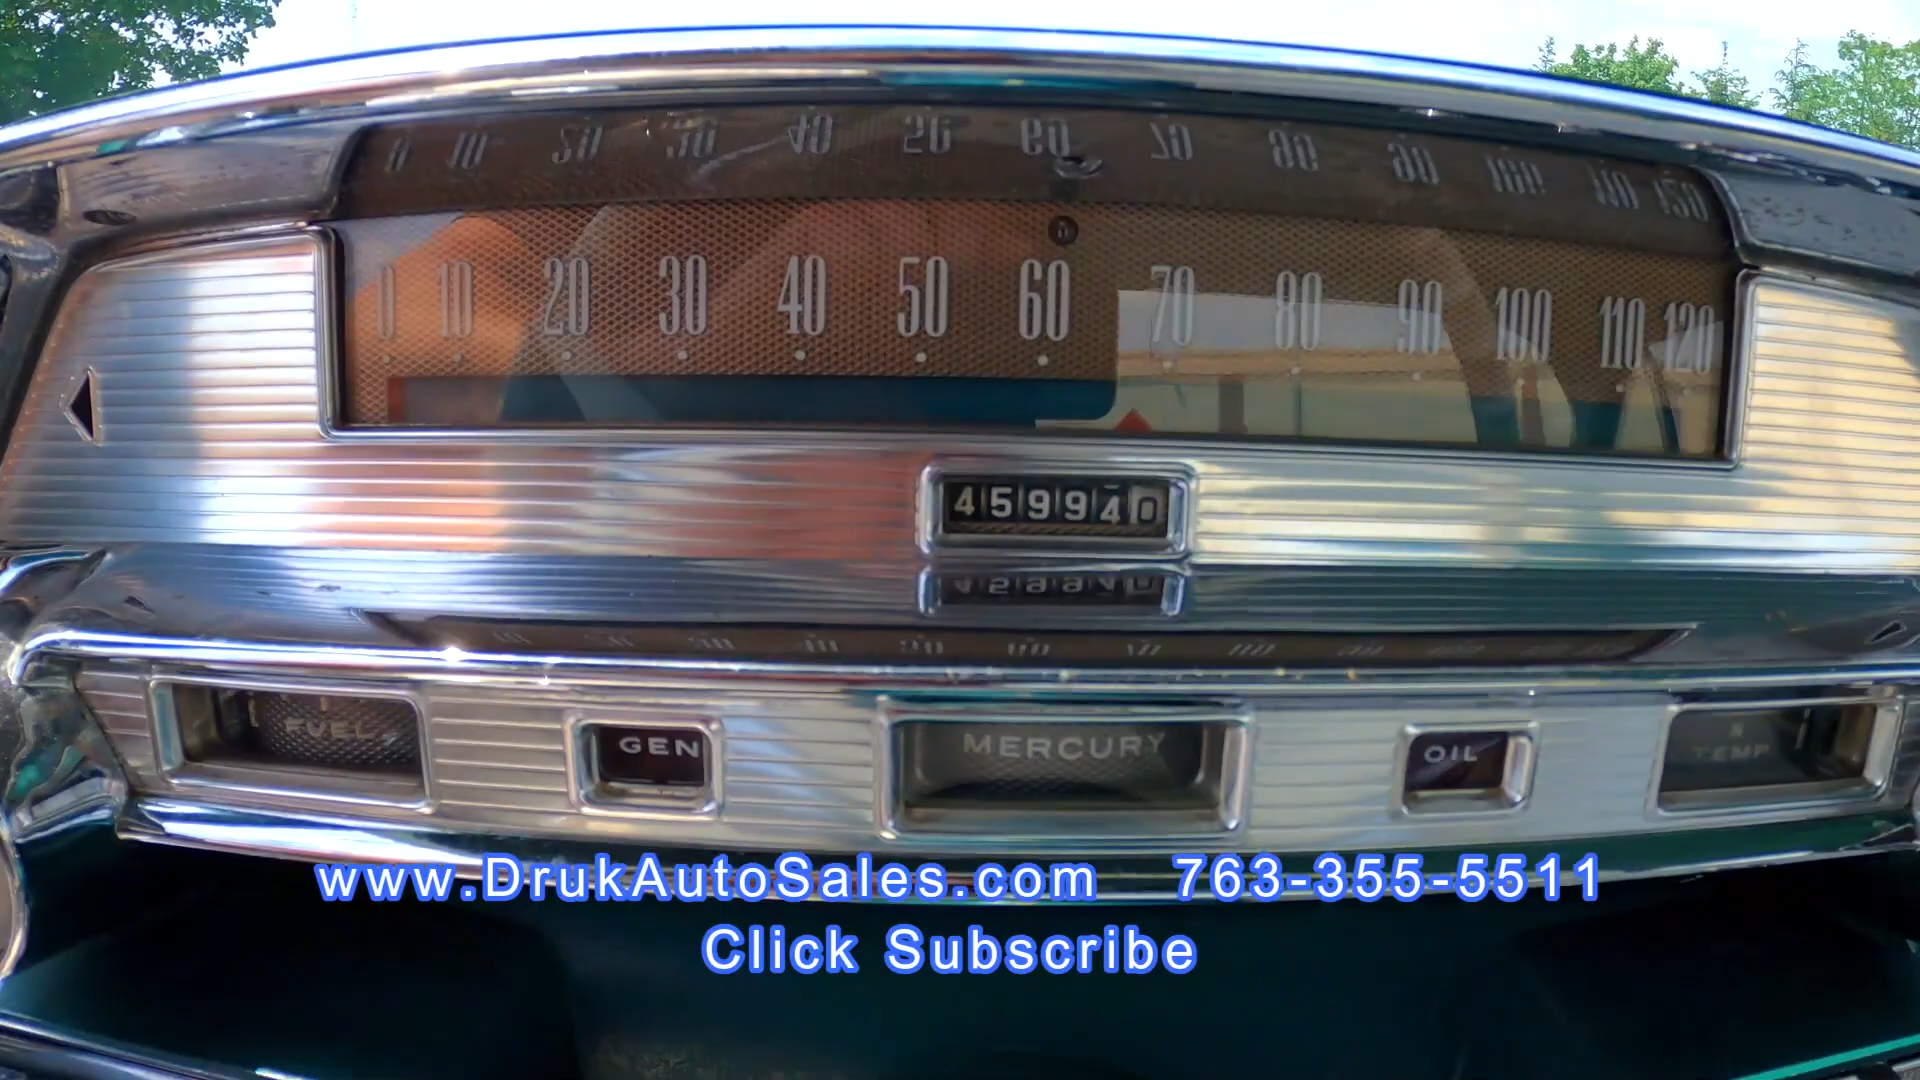 0 10 20 30 40 50 60 70 80 90 100 110 120
459940
FUEL GEN MERCURY OIL TEMP
www.DrukAutoSales.com 763-355-5511
Click Subscribe